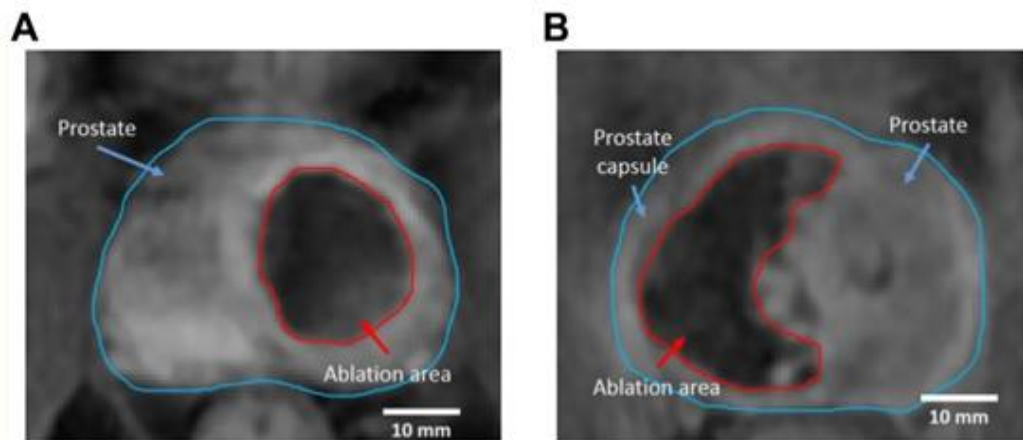 A
Prostate
Ablation area
10 mm
B
Prostate
capsule
Prostate
Ablation area
10 mm